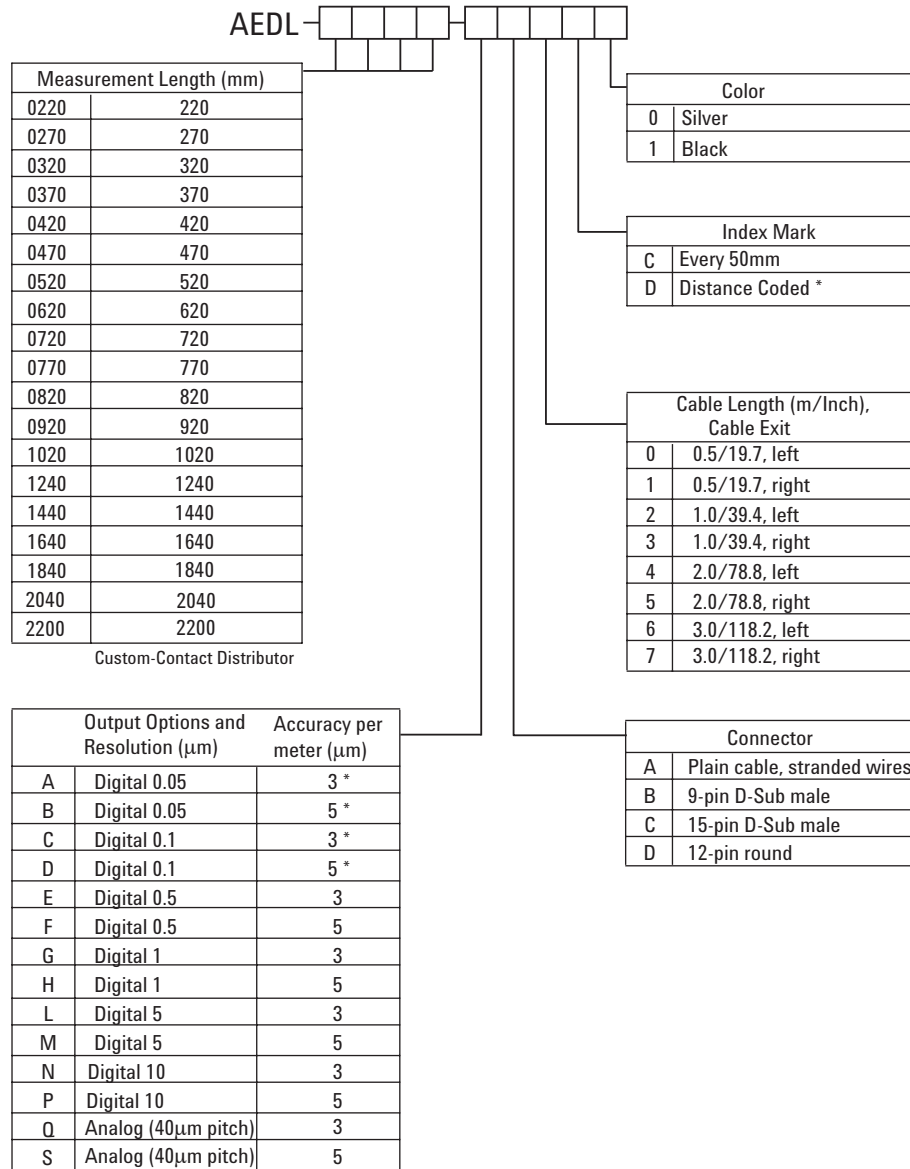 AEDL
Measurement Length (mm)
0220 220
0270 270
0320 320
0370 370
0420 420
0470 470
0520 520
0620 620
0720 720
0770 770
0820 820
0920 920
1020 1020
1240 1240
1440 1440
1640 1640
1840 1840
2040 2040
2200 2200
Custom-Contact Distributor
Output Options and Accuracy per
Resolution (μm) meter (μm)
A Digital 0.05 3 *
B Digital 0.05 5 *
C Digital 0.1 3 *
D Digital 0.1 5 *
E Digital 0.5 3
F Digital 0.5 5
G Digital 1 3
H Digital 1 5
L Digital 5 3
M Digital 5 5
N Digital 10 3
P Digital 10 5
Q Analog (40μm pitch) 3
S Analog (40μm pitch) 5
Color
0 Silver
1 Black
Index Mark
C Every 50mm
D Distance Coded *
Cable Length (m/Inch),
Cable Exit
0 0.5/19.7, left
1 0.5/19.7, right
2 1.0/39.4, left
3 1.0/39.4, right
4 2.0/78.8, left
5 2.0/78.8, right
6 3.0/118.2, left
7 3.0/118.2, right
Connector
A Plain cable, stranded wires
B 9-pin D-Sub male
C 15-pin D-Sub male
D 12-pin round